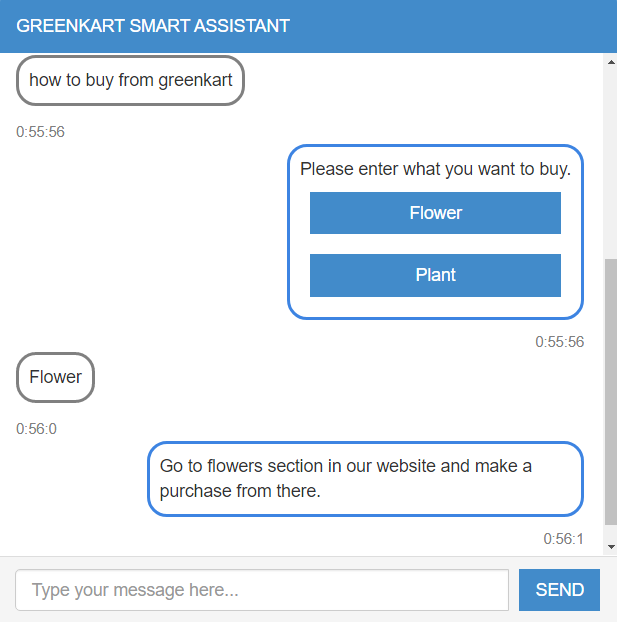 GREENKART SMART ASSISTANT
how to buy from greenkart
0:55:56
Please enter what you want to buy.
Flower
Plant
0:55:56
Flower
0:56:0
Go to flowers section in our website and make a
purchase from there.
0:56:1
Type your message here...
SEND